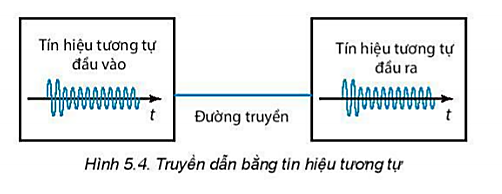 Tín hiệu tương tự
đầu vào
t
Đường truyền
Tín hiệu tương tự
đầu ra
t
Hình 5.4. Truyền dẫn bằng tin hiệu tương tự